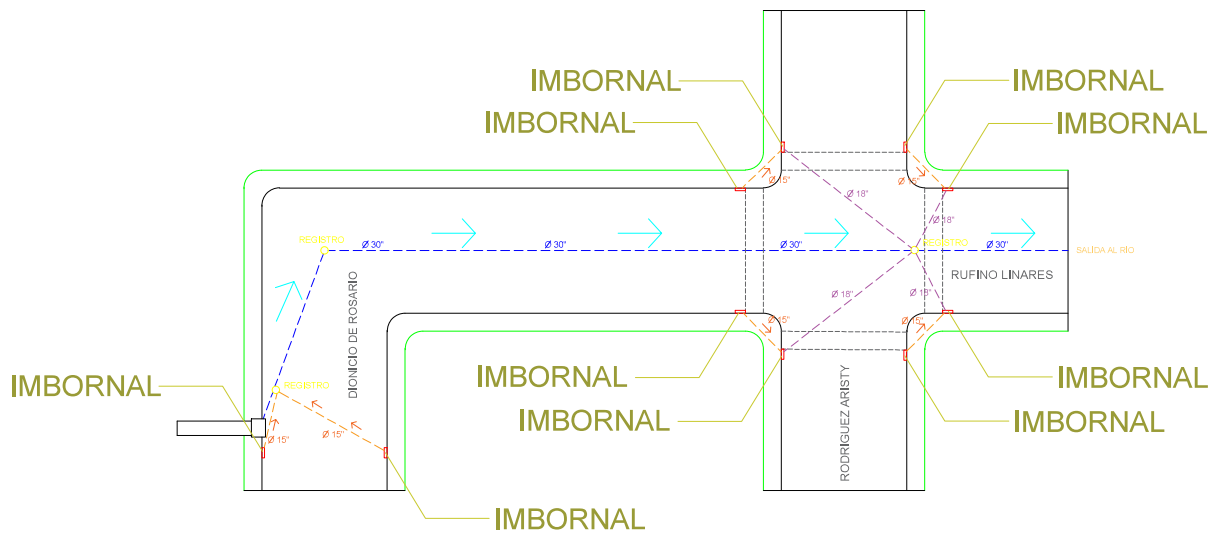 IMBORNAL
IMBORNAL
IMBORNAL
IMBORNAL
Ø 15"
Ø 15"
Ø 18"
Ø 18"
REGISTRO
Ø 30"
Ø 30"
Ø 30"
REGISTRO
Ø 30"
SALIDA AL RÍO
RUFINO LINARES
DIONICIO DE ROSARIO
Ø 18"
Ø 18"
Ø 15"
Ø 15"
IMBORNAL
REGISTRO
IMBORNAL
IMBORNAL
IMBORNAL
IMBORNAL
RODRIGUEZ ARISTY
Ø 15"
Ø 15"
IMBORNAL